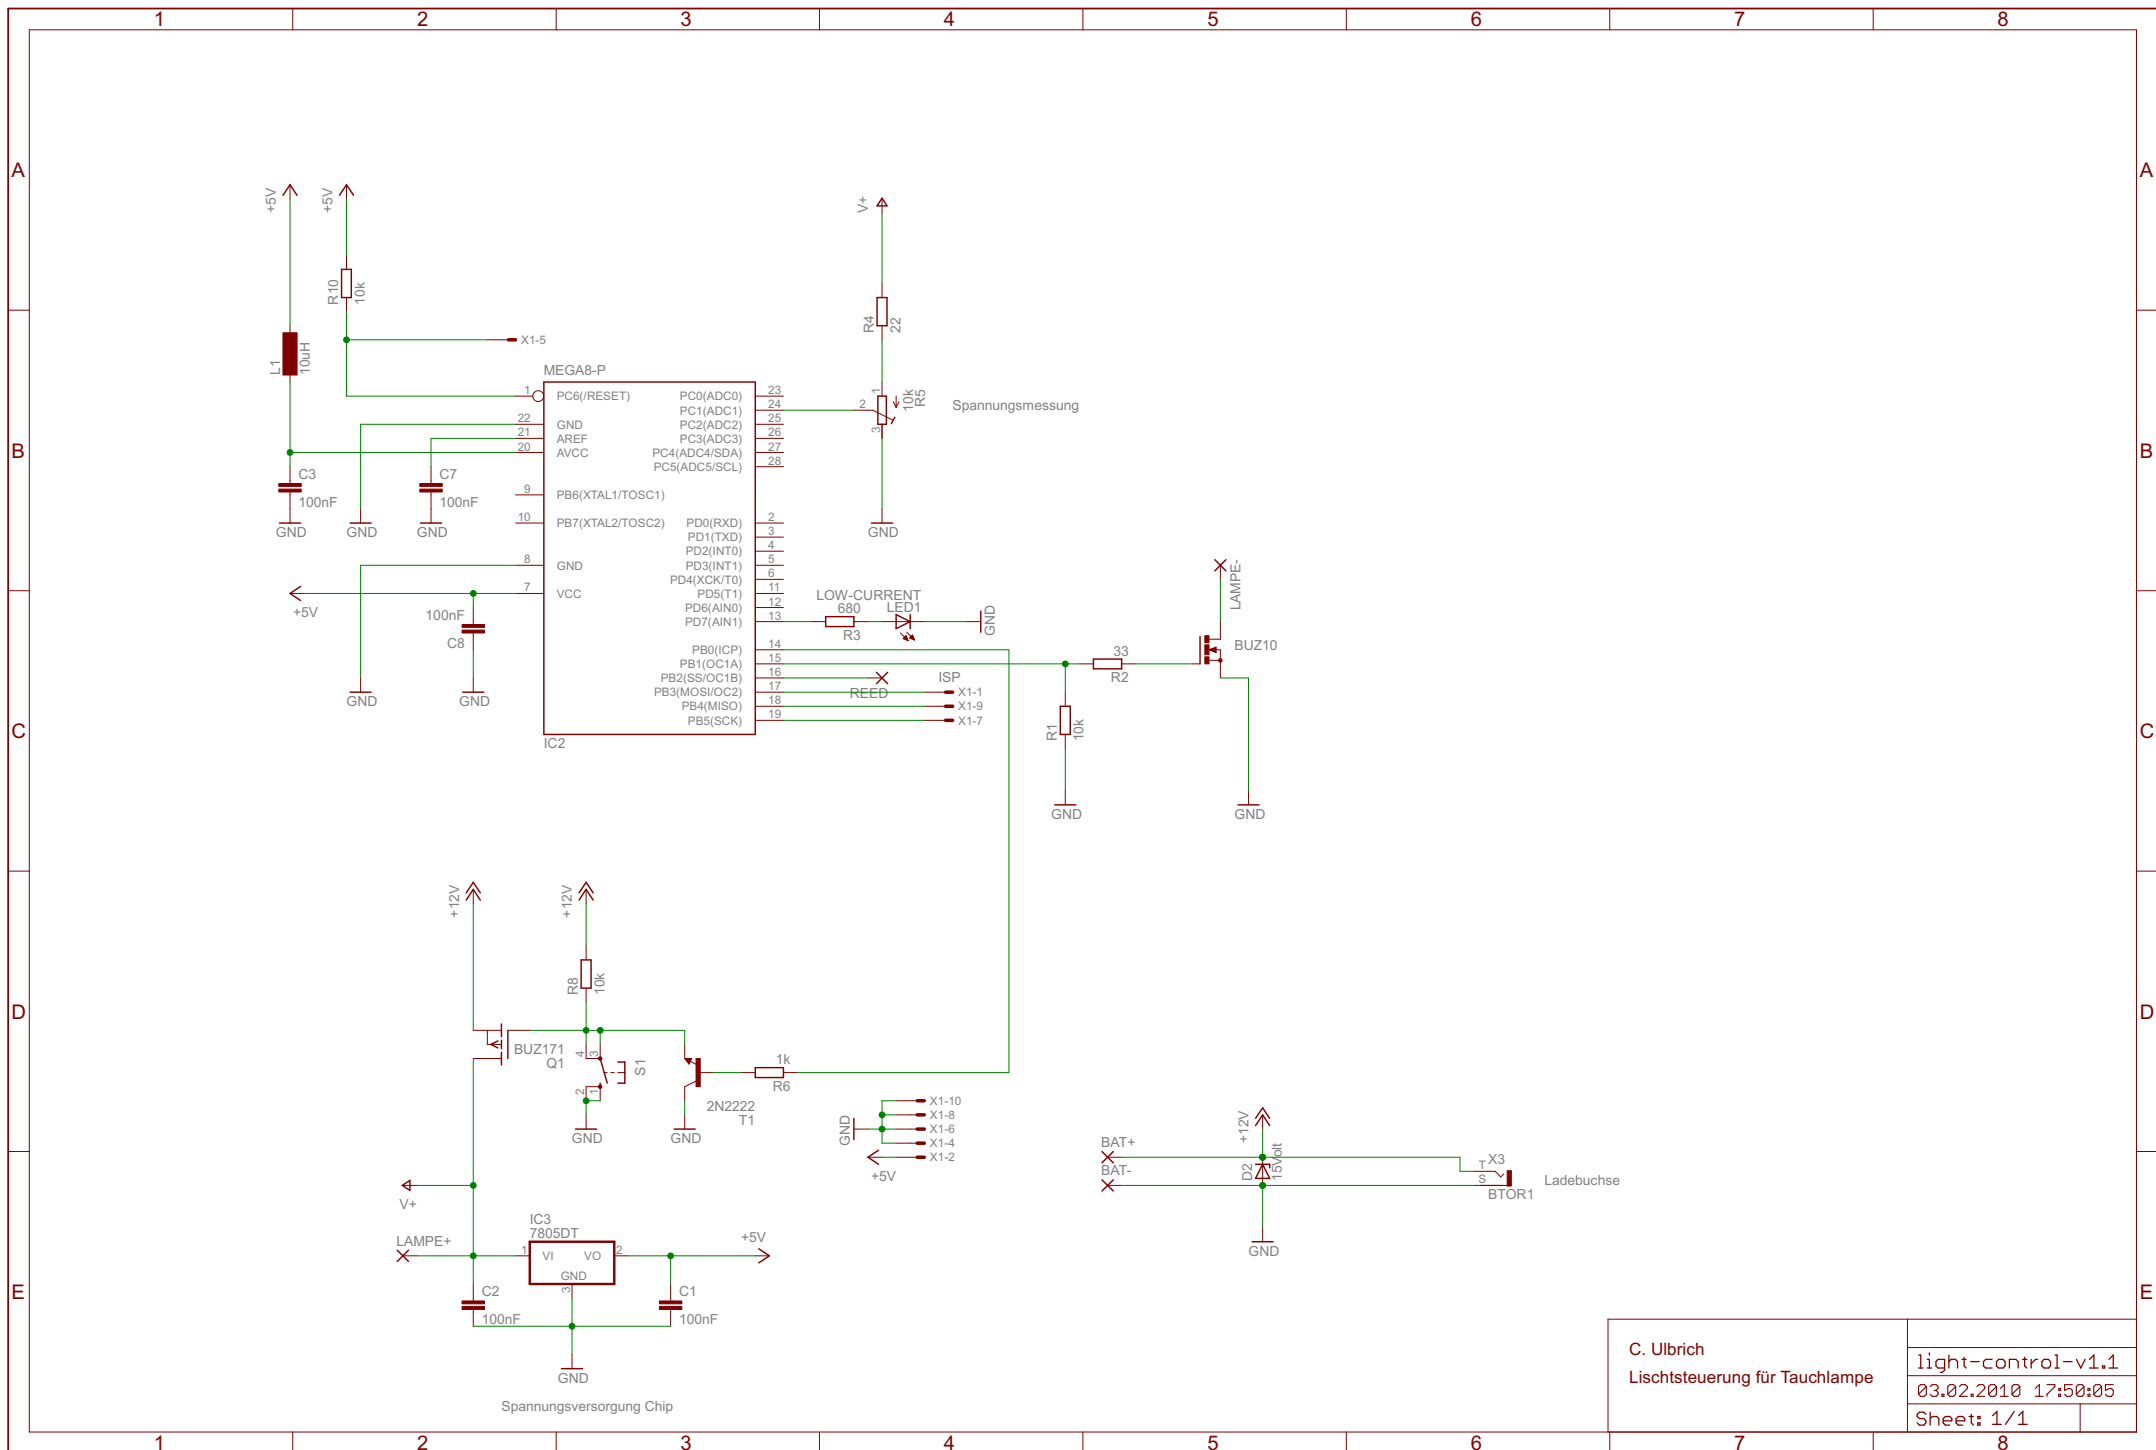 1 2 3 4 5 6 7 8
A A
+5V
+5V
V+
R10
10k
R4
22
L1
10uH
X1-5
MEGA8-P
1 PC6(/RESET)
22 GND
21 AREF
20 AVCC
9 PB6(XTAL1/TOSC1)
10 PB7(XTAL2/TOSC2)
8 GND
7 VCC
PC0(ADC0) 23
PC1(ADC1) 24
PC2(ADC2) 25
PC3(ADC3) 26
PC4(ADC4/SDA) 27
PC5(ADC5/SCL) 28
PD0(RXD) 2
PD1(TXD) 3
PD2(INT0) 4
PD3(INT1) 5
PD4(XCK/T0) 6
PD5(T1) 11
PD6(AIN0) 12
PD7(AIN1) 13
PB0(ICP) 14
PB1(OC1A) 15
PB2(SS/OC1B) 16
PB3(MOSI/OC2) 17
PB4(MISO) 18
PB5(SCK) 19
IC2
1
2
3
10k
R5
Spannungsmessung
B B
C3
100nF
C7
100nF
GND
GND
GND
GND
+5V
100nF
C8
GND
GND
LOW-CURRENT
680
LED1
R3
GND
REED
ISP
X1-1
X1-9
X1-7
LAMPE-
BUZ10
33
R2
R1
10k
GND
GND
C C
+12V
+12V
R8
10k
D D
BUZ171
Q1
4
3
2
1
S1
GND
1k
R6
2N2222
T1
GND
GND
X1-10
X1-8
X1-6
X1-4
X1-2
+5V
BAT+
BAT-
+12V
D2
15Volt
GND
T X3
S
BTOR1
Ladebuchse
V+
LAMPE+
IC3
7805DT
1 VI VO 2
GND
3
+5V
C2
100nF
C1
100nF
GND
Spannungsversorgung Chip
E E
C. Ulbrich
Lischtsteuerung für Tauchlampe
light-control-v1.1
03.02.2010 17:50:05
Sheet: 1/1
1 2 3 4 5 6 7 8